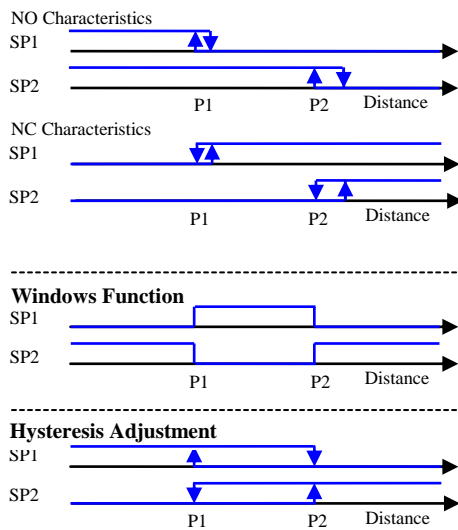 NO Characteristics
SP1
SP2
P1 P2 Distance
NC Characteristics
SP1
SP2
P1 P2 Distance
Windows Function
SP1
SP2
P1 P2 Distance
Hysteresis Adjustment
SP1
SP2
P1 P2 Distance